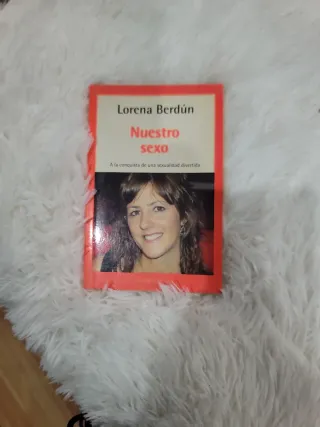 Lorena Berdún
Nuestro
sexo
A la conquista de una sexualidad divertida